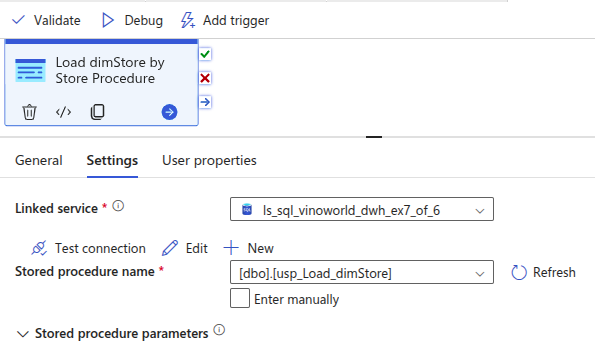 Validate Debug Add trigger
Load dimStore by
Store Procedure
General Settings User properties
Linked service * ls_sql_vinoworld_dwh_ex7_of_6
Test connection Edit New
Stored procedure name * [dbo].[usp_Load_dimStore] Refresh
Enter manually
Stored procedure parameters